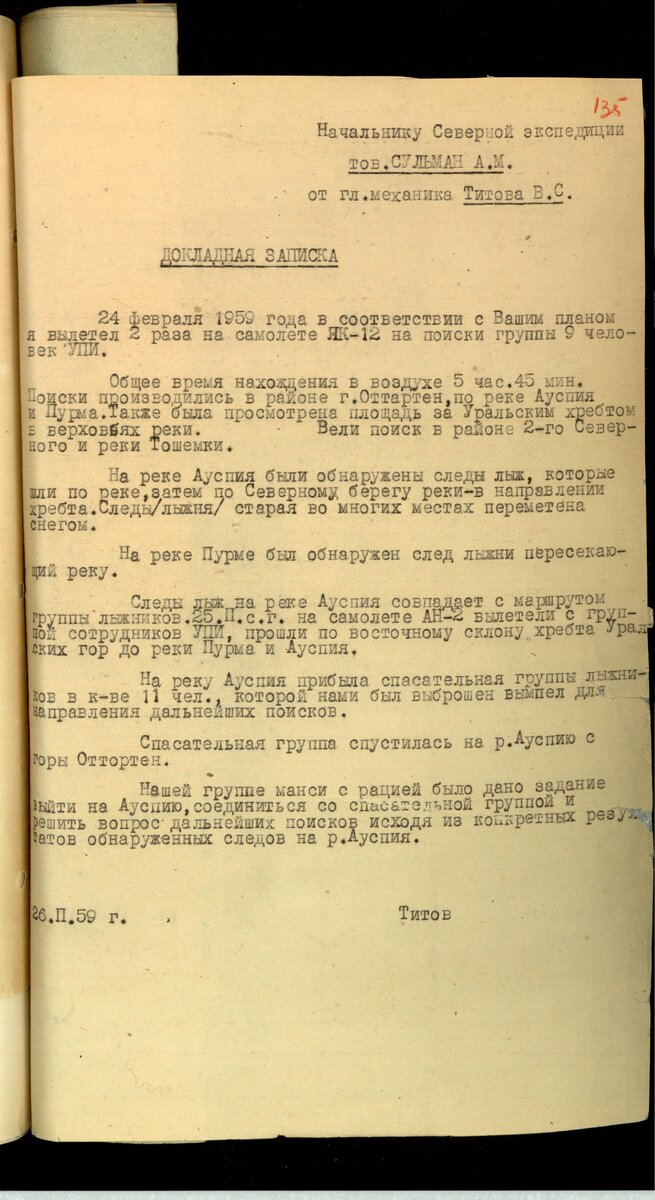 135
Начальнику Северной экспедиции
тов.СУЛЬМАН А.М.
от гл.механика Титова В.С.
ДОКЛАДНАЯ ЗАПИСКА
24 февраля 1959 года в соответствии с Вашим планом
я вылетел 2 раза на самолете ЯК-12 на поиски группы 9 чело-
век УПИ.
Общее время нахождения в воздухе 5 час.45 мин.
Поиски производились в районе г.Оттартен,по реке Ауспия
и Пурма.Также была просмотрена площадь за Уральским хребтом
в верховьях реки. Вели поиск в районе 2-го Север-
ного и реки Тошемки.
На реке Ауспия были обнаружены следы лыж, которые
шли по реке,затем по Северному берегу реки-в направлении
хребта.Следы/лыжня/ старая во многих местах переметена
снегом.
На реке Пурме был обнаружен след лыжни пересекаю-
щий реку.
Следы лыж на реке Ауспия совпадает с маршрутом
группы лыжников.25.П.с.г. на самолете АН-2 вылетели с груп-
пой сотрудников УПИ, прошли по восточному склону хребта Ураль
ских гор до реки Пурма и Ауспия.
На реку Ауспия прибыла спасательная группы лыжни-
ков в к-ве 11 чел., которой нами был выброшен вымпел для
направления дальнейших поисков.
Спасательная группа спустилась на р.Ауспию с
горы Оттортен.
Нашей группе манси с рацией было дано задание
выйти на Ауспию,соединиться со спасательной группой и
решить вопрос дальнейших поисков исходя из конкретных резуль
татов обнаруженных следов на р.Ауспия.
26.П.59 г. Титов